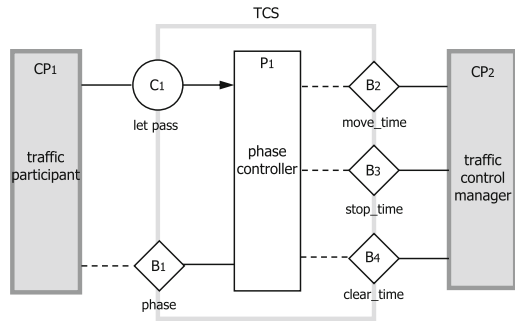 TCS
CP1
traffic
participant
C1
let pass
B1
phase
P1
phase
controller
B2
move_time
B3
stop_time
B4
clear_time
CP2
traffic
control
manager